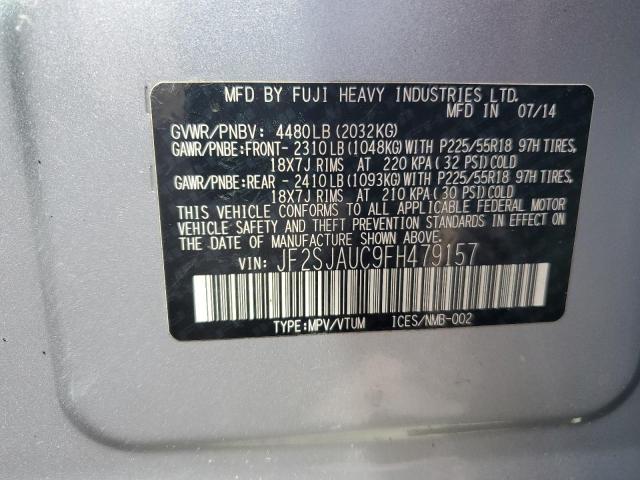 MFD BY FUJI HEAVY INDUSTRIES LTD.
MFD IN 07/14
GVWR/PNBV: 4480LB (2032KG)
GAWR/PNBE:FRONT- 2310LB(1048KG)WITH P225/55R18 97H TIRES,
18X7J RIMS AT 220 KPA(32 PSI)COLD
GAWR/PNBE:REAR - 2410LB(1093KG)WITH P225/55R18 97H TIRES,
18X7J RIMS AT 210 KPA(30 PSI)COLD
THIS VEHICLE CONFORMS TO ALL APPLICABLE FEDERAL MOTOR
VEHICLE SAFETY AND THEFT PREVENTION STANDARDS IN EFFECT
ON THE DATE OF MANUFACTURE SHOWN ABOVE.
VIN: JF2SJAUC9FH479157
TYPE:MPV/VTUM ICES/NMB-002